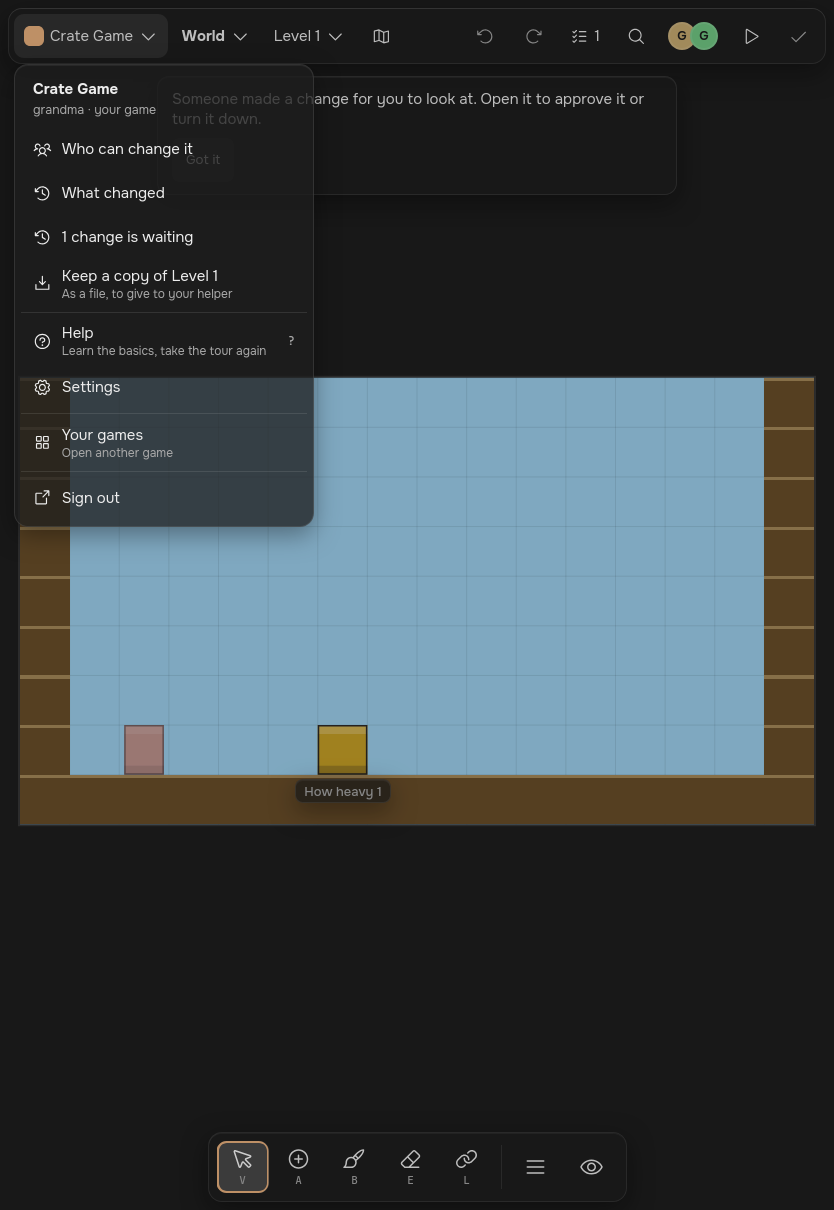 Crate Game
World
Level 1
1
G
G
Crate Game
grandma · your game
Someone made a change for you to look at. Open it to approve it or
turn it down.
Got it
Who can change it
What changed
1 change is waiting
Keep a copy of Level 1
As a file, to give to your helper
Help
?
Learn the basics, take the tour again
Settings
Your games
Open another game
Sign out
How heavy 1
V
A
B
E
L